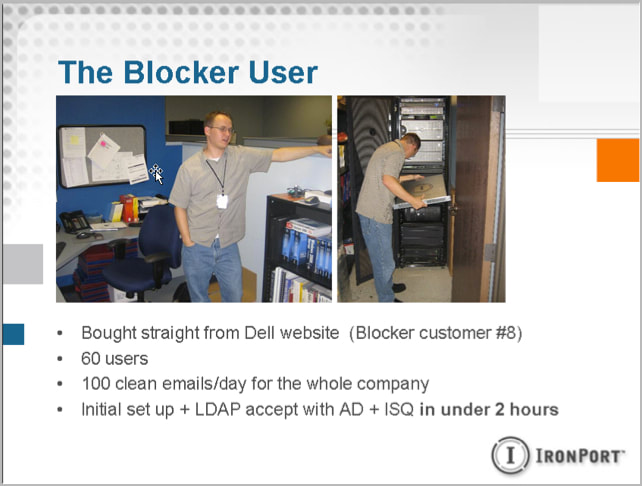 The Blocker User
• Bought straight from Dell website (Blocker customer #8)
• 60 users
• 100 clean emails/day for the whole company
• Initial set up + LDAP accept with AD + ISQ in under 2 hours
I IRONPORT